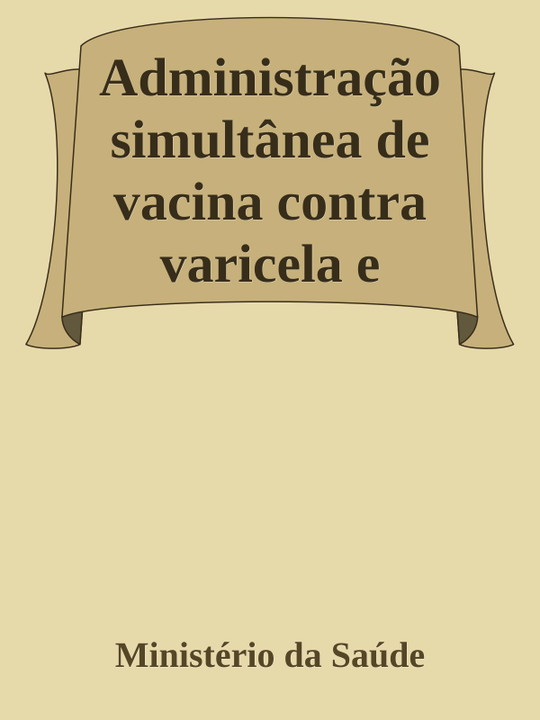 Administração
simultânea de
vacina contra
varicela e
Ministério da Saúde